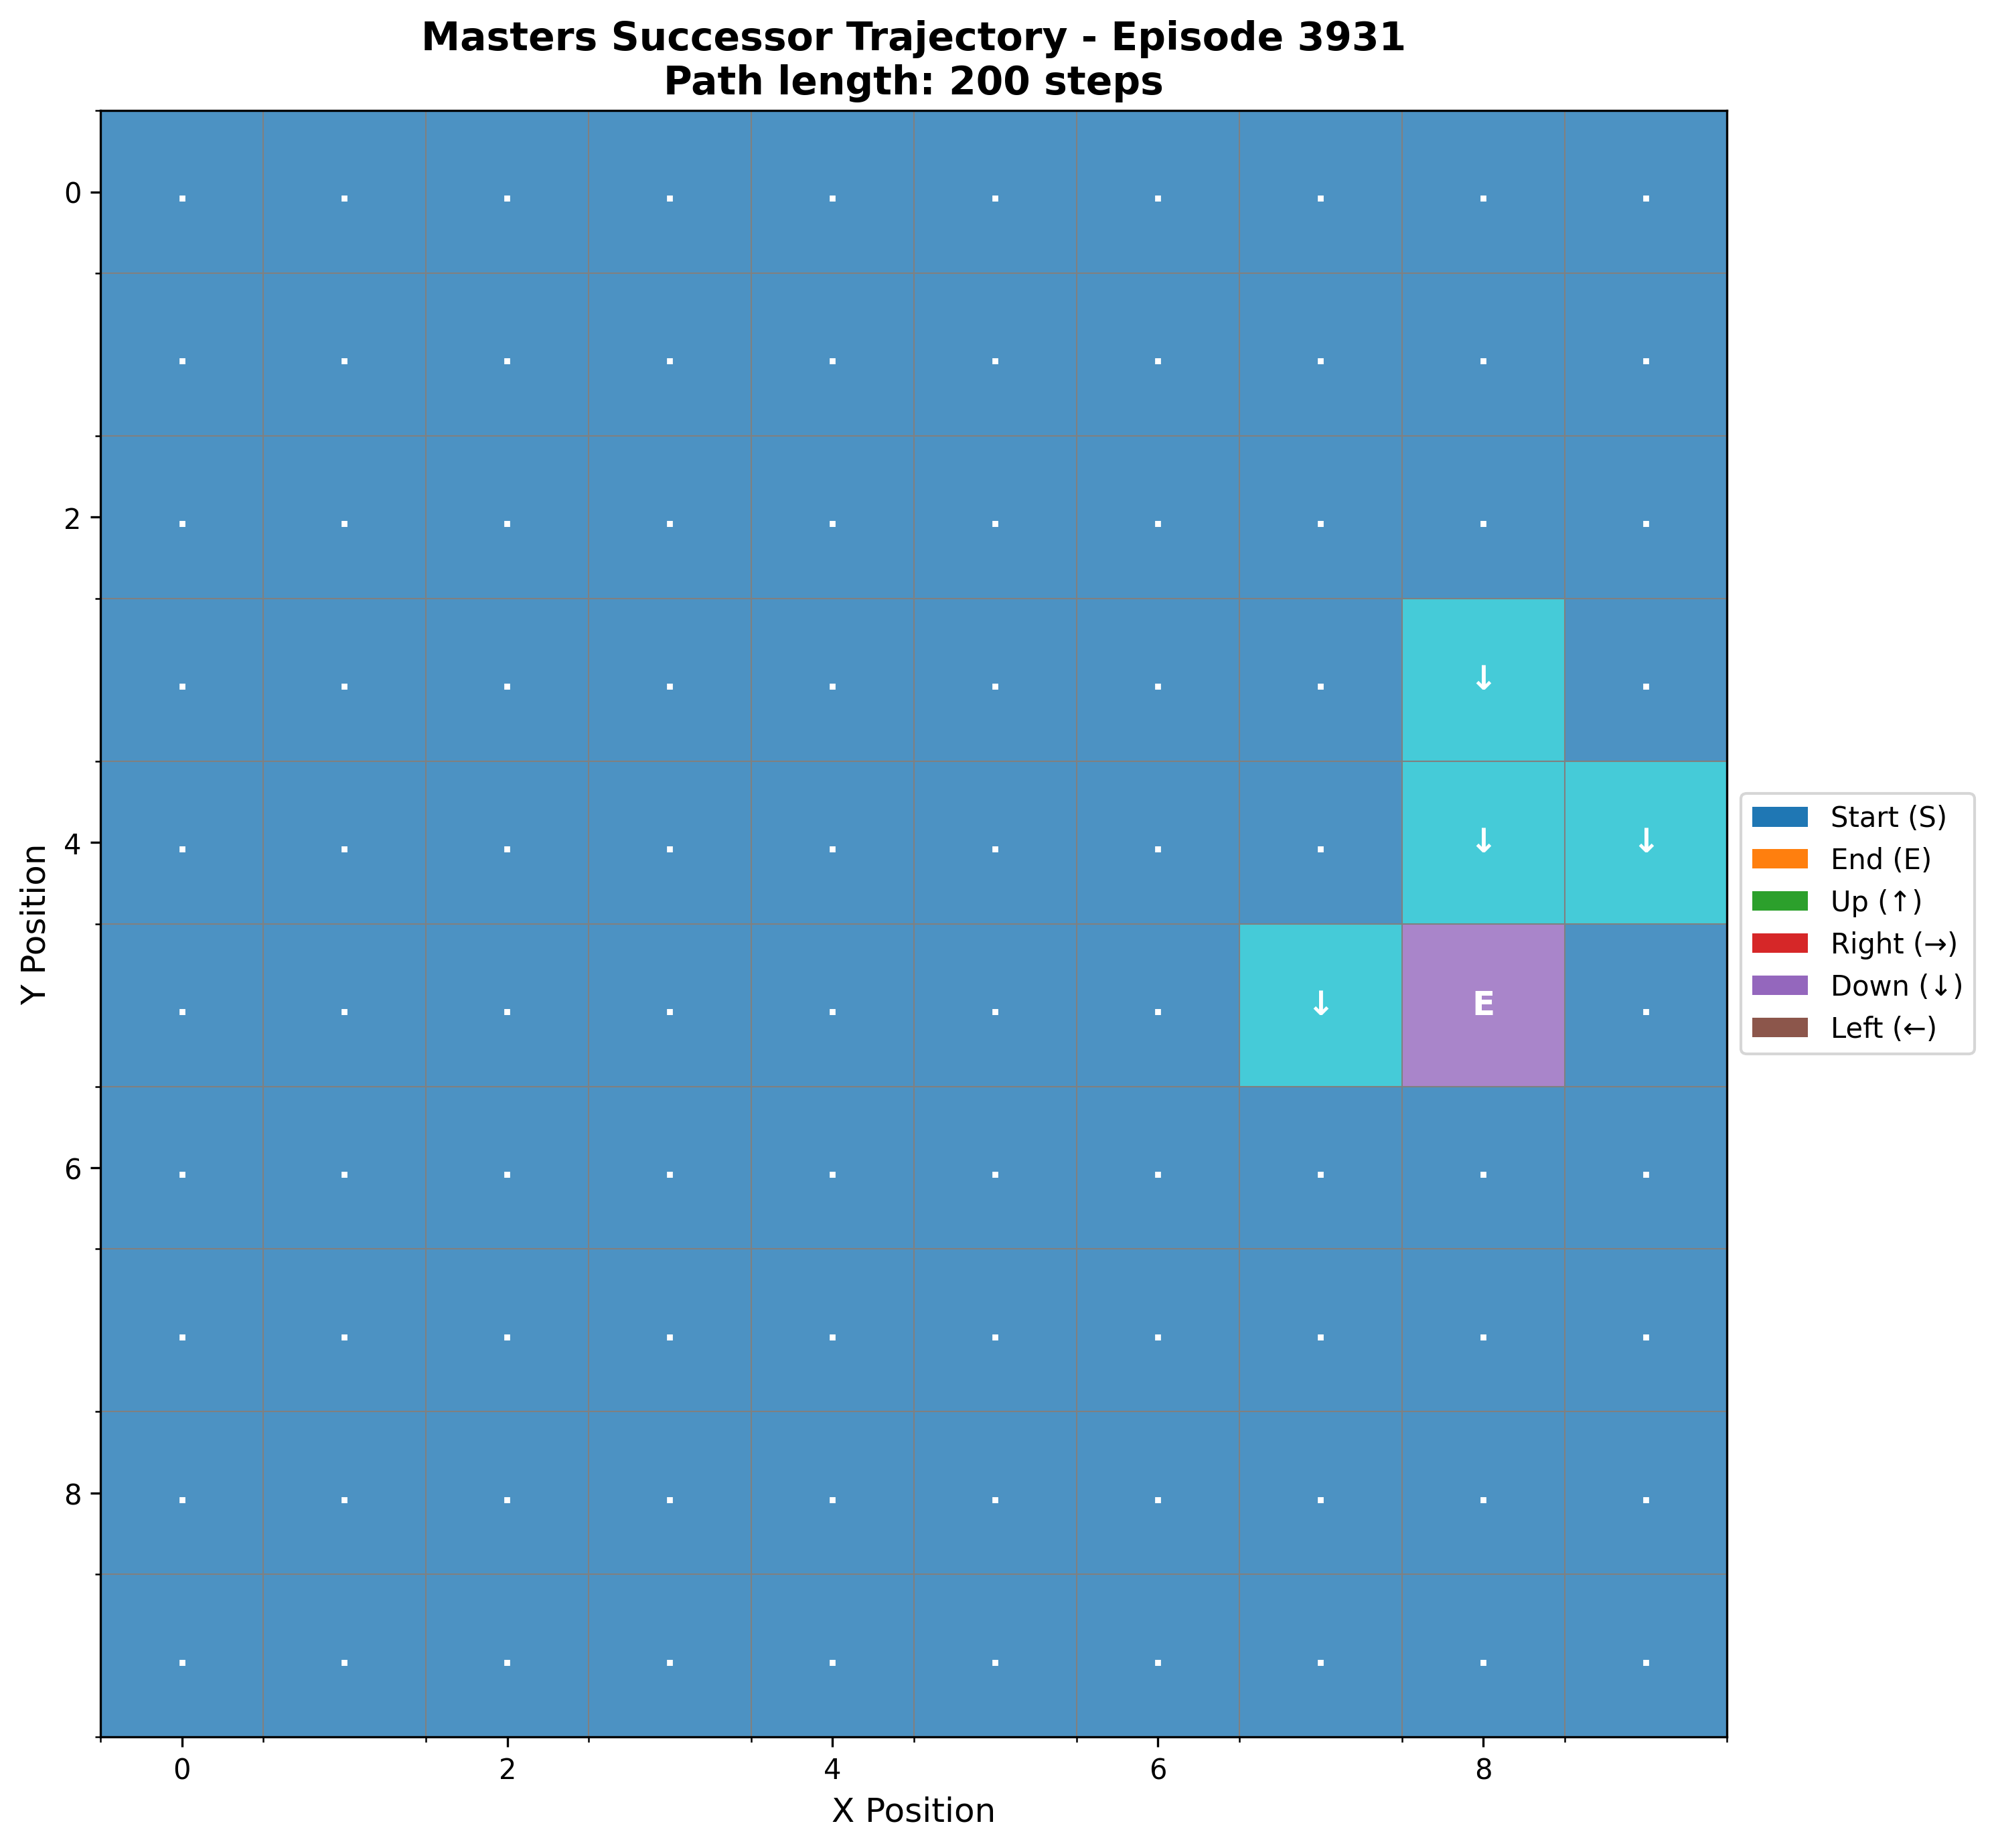 Masters Successor Trajectory - Episode 3931
Path length: 200 steps
0
2
↓
4
↓ ↓
↓ E
6
8
0 2 4 6 8
X Position
Y Position
Start (S)
End (E)
Up (↑)
Right (→)
Down (↓)
Left (←)